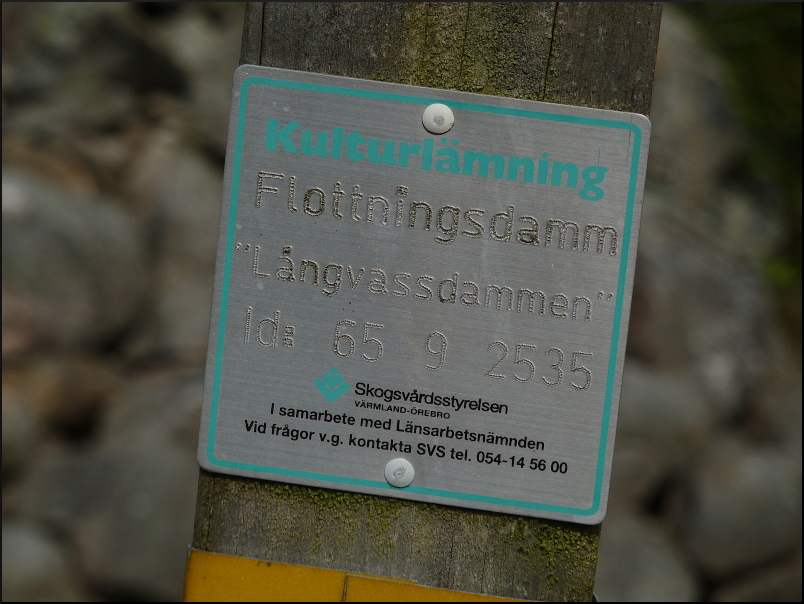 Kulturlämning
Flottningsdamm
"Långvassdammen"
Id: 65 9 2535
Skogsvårdsstyrelsen
VÄRMLAND-ÖREBRO
I samarbete med Länsarbetsnämnden
Vid frågor v.g. kontakta SVS tel. 054-14 56 00